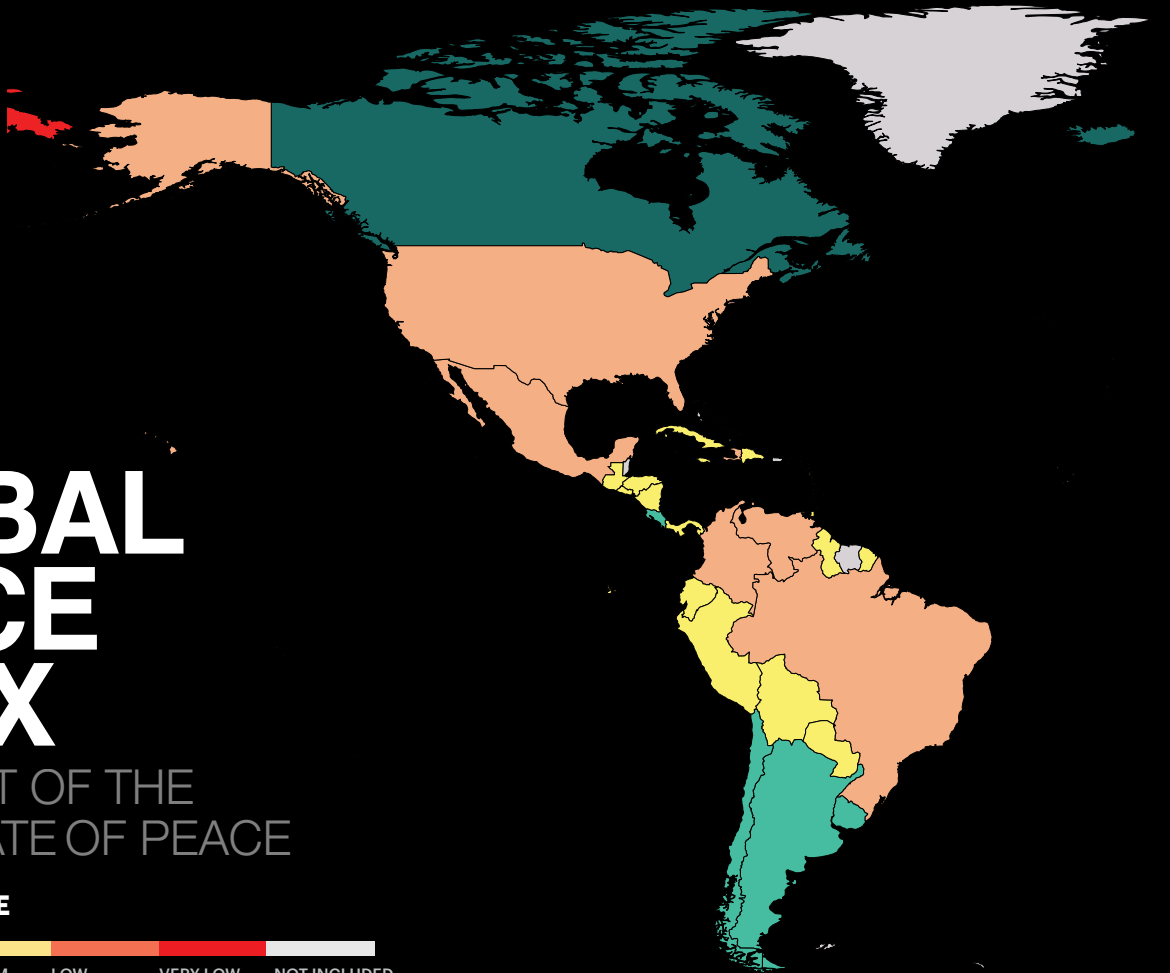 BAL
CE
X
T OF THE
ATE OF PEACE
E
M LOW VERY LOW NOT INCLUDED